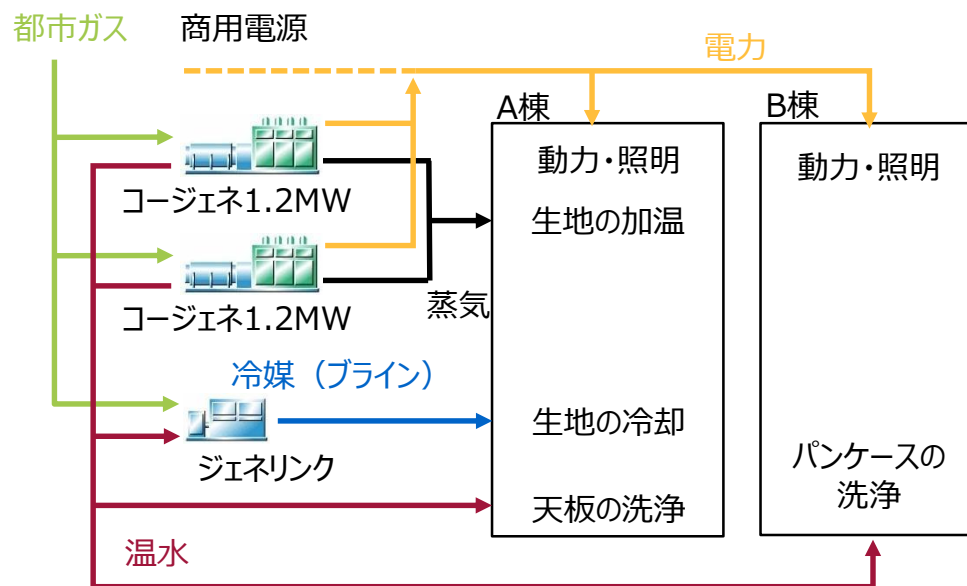 都市ガス
商用電源
電力
A棟
B棟
動力・照明
動力・照明
コージェネ1.2MW
生地の加温
コージェネ1.2MW
蒸気
冷媒（ブライン）
生地の冷却
ジェネリンク
パンケースの
洗浄
天板の洗浄
温水